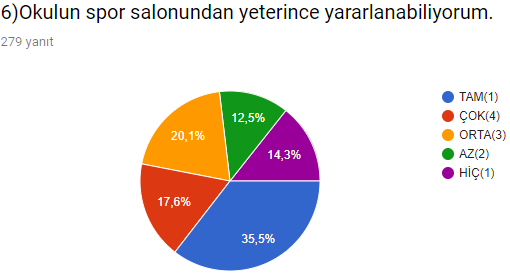 6)Okulun spor salonundan yeterince yararlanabiliyorum.
279 yanıt
12,5%
14,3%
20,1%
17,6%
35,5%
TAM(1)
ÇOK(4)
ORTA(3)
AZ(2)
HİÇ(1)